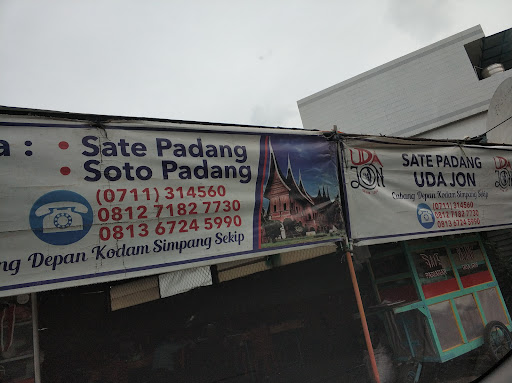 a : • Sate Padang
• Soto Padang
(0711) 314560
0812 7182 7730
0813 6724 5990
ng Depan Kodam Simpang Sekip
UDA
JON
SATE PADANG
UDA JON
Cabang Depan Kodam Simpang Sekip
(0711) 314560
0812 7182 7730
0813 6724 5990
SATE